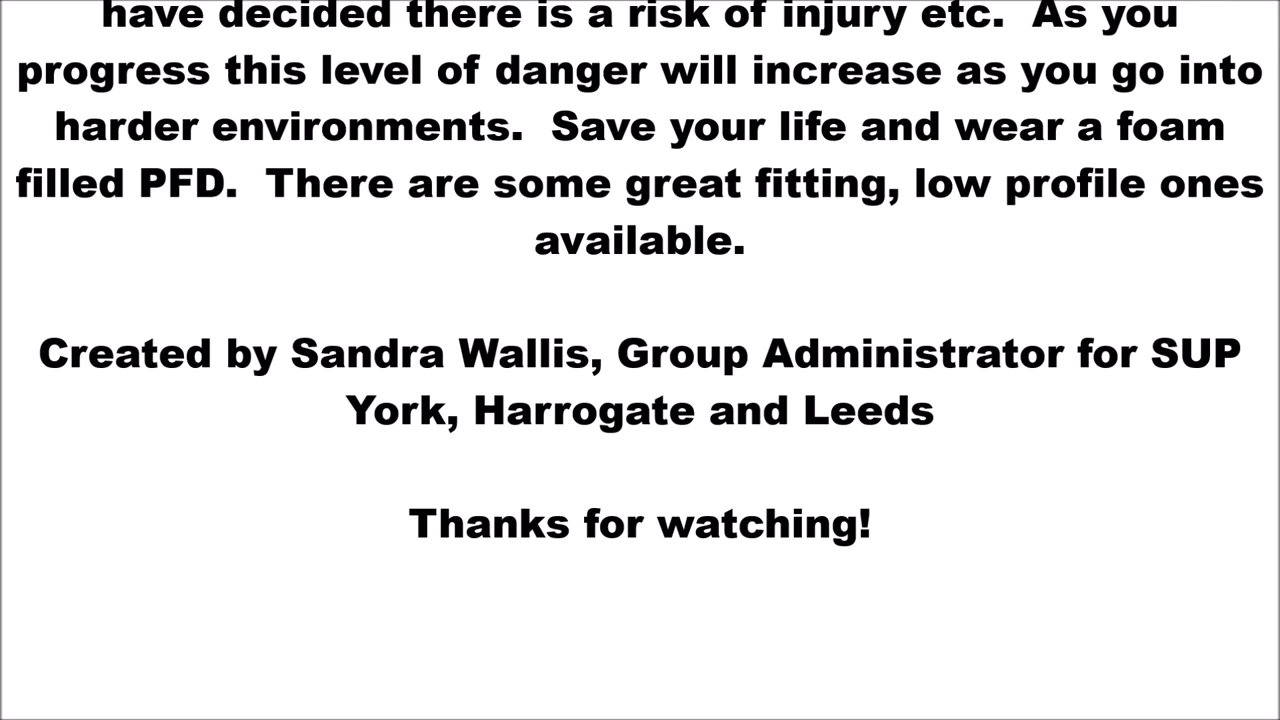 have decided there is a risk of injury etc.  As you
progress this level of danger will increase as you go into
harder environments.  Save your life and wear a foam
filled PFD.  There are some great fitting, low profile ones
available.
Created by Sandra Wallis, Group Administrator for SUP
York, Harrogate and Leeds
Thanks for watching!